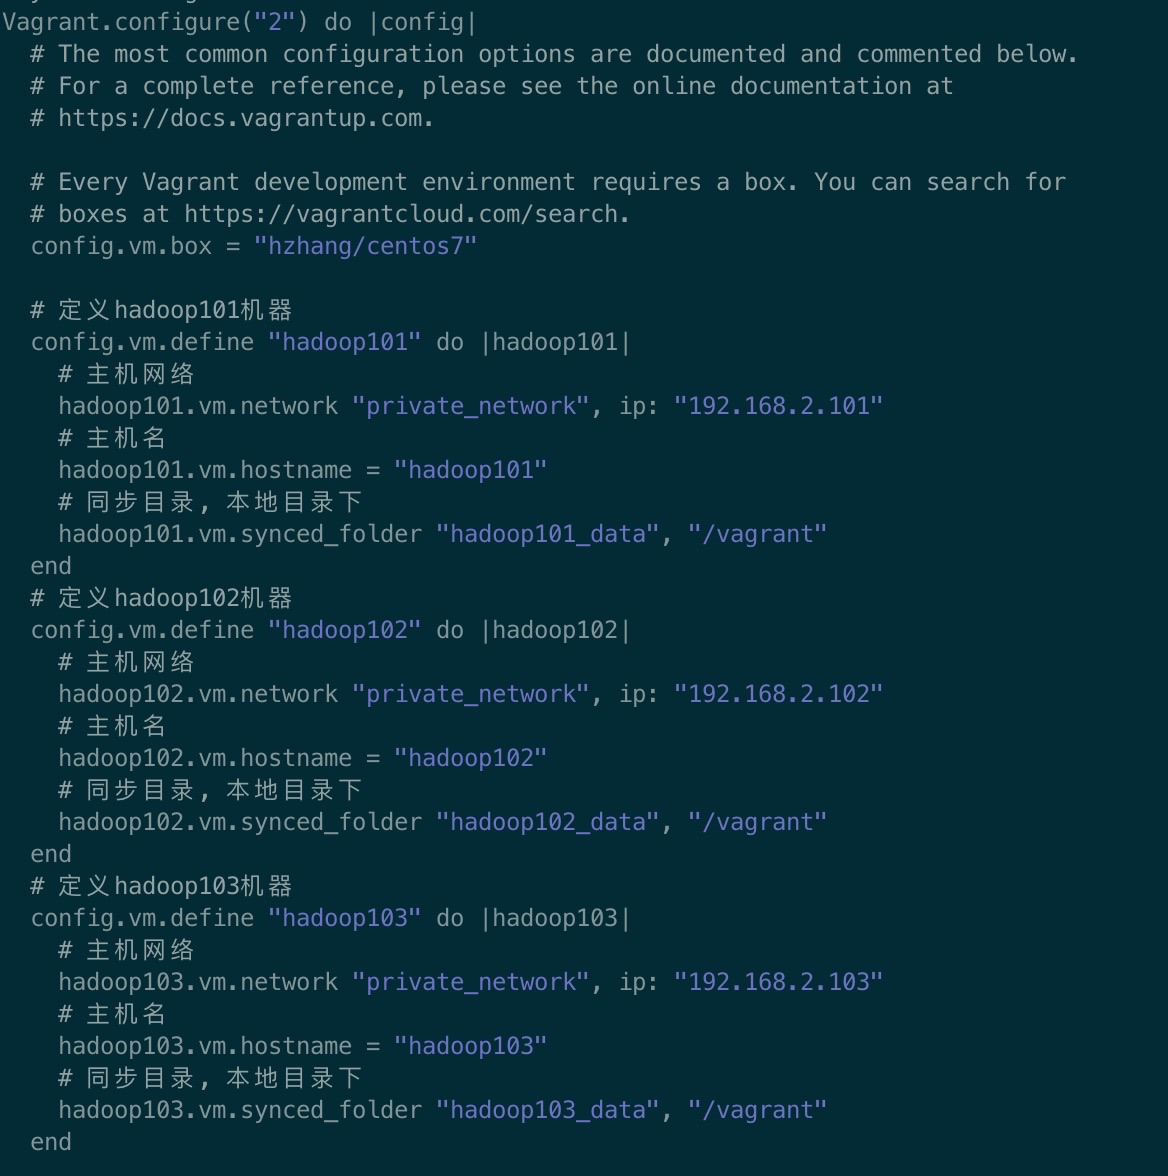 Vagrant.configure("2") do |config|
  # The most common configuration options are documented and commented below.
  # For a complete reference, please see the online documentation at
  # https://docs.vagrantup.com.

  # Every Vagrant development environment requires a box. You can search for
  # boxes at https://vagrantcloud.com/search.
  config.vm.box = "hzhang/centos7"

  # 定义hadoop101机器
  config.vm.define "hadoop101" do |hadoop101|
    # 主机网络
    hadoop101.vm.network "private_network", ip: "192.168.2.101"
    # 主机名
    hadoop101.vm.hostname = "hadoop101"
    # 同步目录, 本地目录下
    hadoop101.vm.synced_folder "hadoop101_data", "/vagrant"
  end
  # 定义hadoop102机器
  config.vm.define "hadoop102" do |hadoop102|
    # 主机网络
    hadoop102.vm.network "private_network", ip: "192.168.2.102"
    # 主机名
    hadoop102.vm.hostname = "hadoop102"
    # 同步目录, 本地目录下
    hadoop102.vm.synced_folder "hadoop102_data", "/vagrant"
  end
  # 定义hadoop103机器
  config.vm.define "hadoop103" do |hadoop103|
    # 主机网络
    hadoop103.vm.network "private_network", ip: "192.168.2.103"
    # 主机名
    hadoop103.vm.hostname = "hadoop103"
    # 同步目录, 本地目录下
    hadoop103.vm.synced_folder "hadoop103_data", "/vagrant"
  end